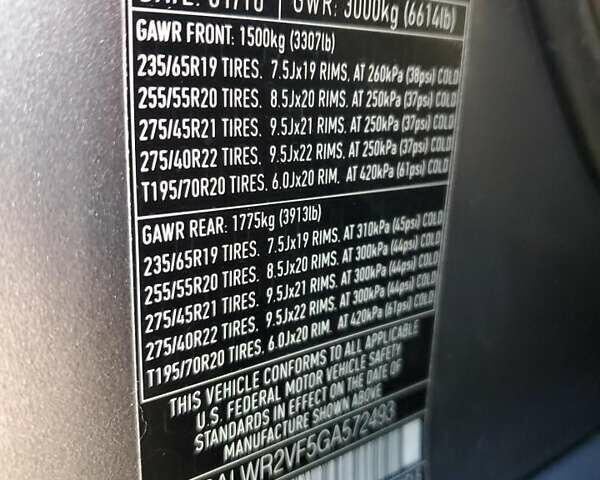 GWR: 3000kg (6614lb)
GAWR FRONT: 1500kg (3307lb)
235/65R19 TIRES. 7.5Jx19 RIMS. AT 260kPa (38psi) COLD
255/55R20 TIRES. 8.5Jx20 RIMS. AT 250kPa (37psi) COLD
275/45R21 TIRES. 9.5Jx21 RIMS. AT 250kPa (37psi) COLD
275/40R22 TIRES. 9.5Jx22 RIMS. AT 250kPa (37psi) COLD
T195/70R20 TIRES. 6.0Jx20 RIM. AT 420kPa (61psi) COLD
GAWR REAR: 1775kg (3913lb)
235/65R19 TIRES. 7.5Jx19 RIMS. AT 310kPa (45psi) COLD
255/55R20 TIRES. 8.5Jx20 RIMS. AT 300kPa (44psi) COLD
275/45R21 TIRES. 9.5Jx21 RIMS. AT 300kPa (44psi) COLD
275/40R22 TIRES. 9.5Jx22 RIMS. AT 300kPa (44psi) COLD
T195/70R20 TIRES. 6.0Jx20 RIM. AT 420kPa (61psi) COLD
THIS VEHICLE CONFORMS TO ALL APPLICABLE
U.S. FEDERAL MOTOR VEHICLE SAFETY
STANDARDS IN EFFECT ON THE DATE OF
MANUFACTURE SHOWN ABOVE
ALWR2VF5GA572493